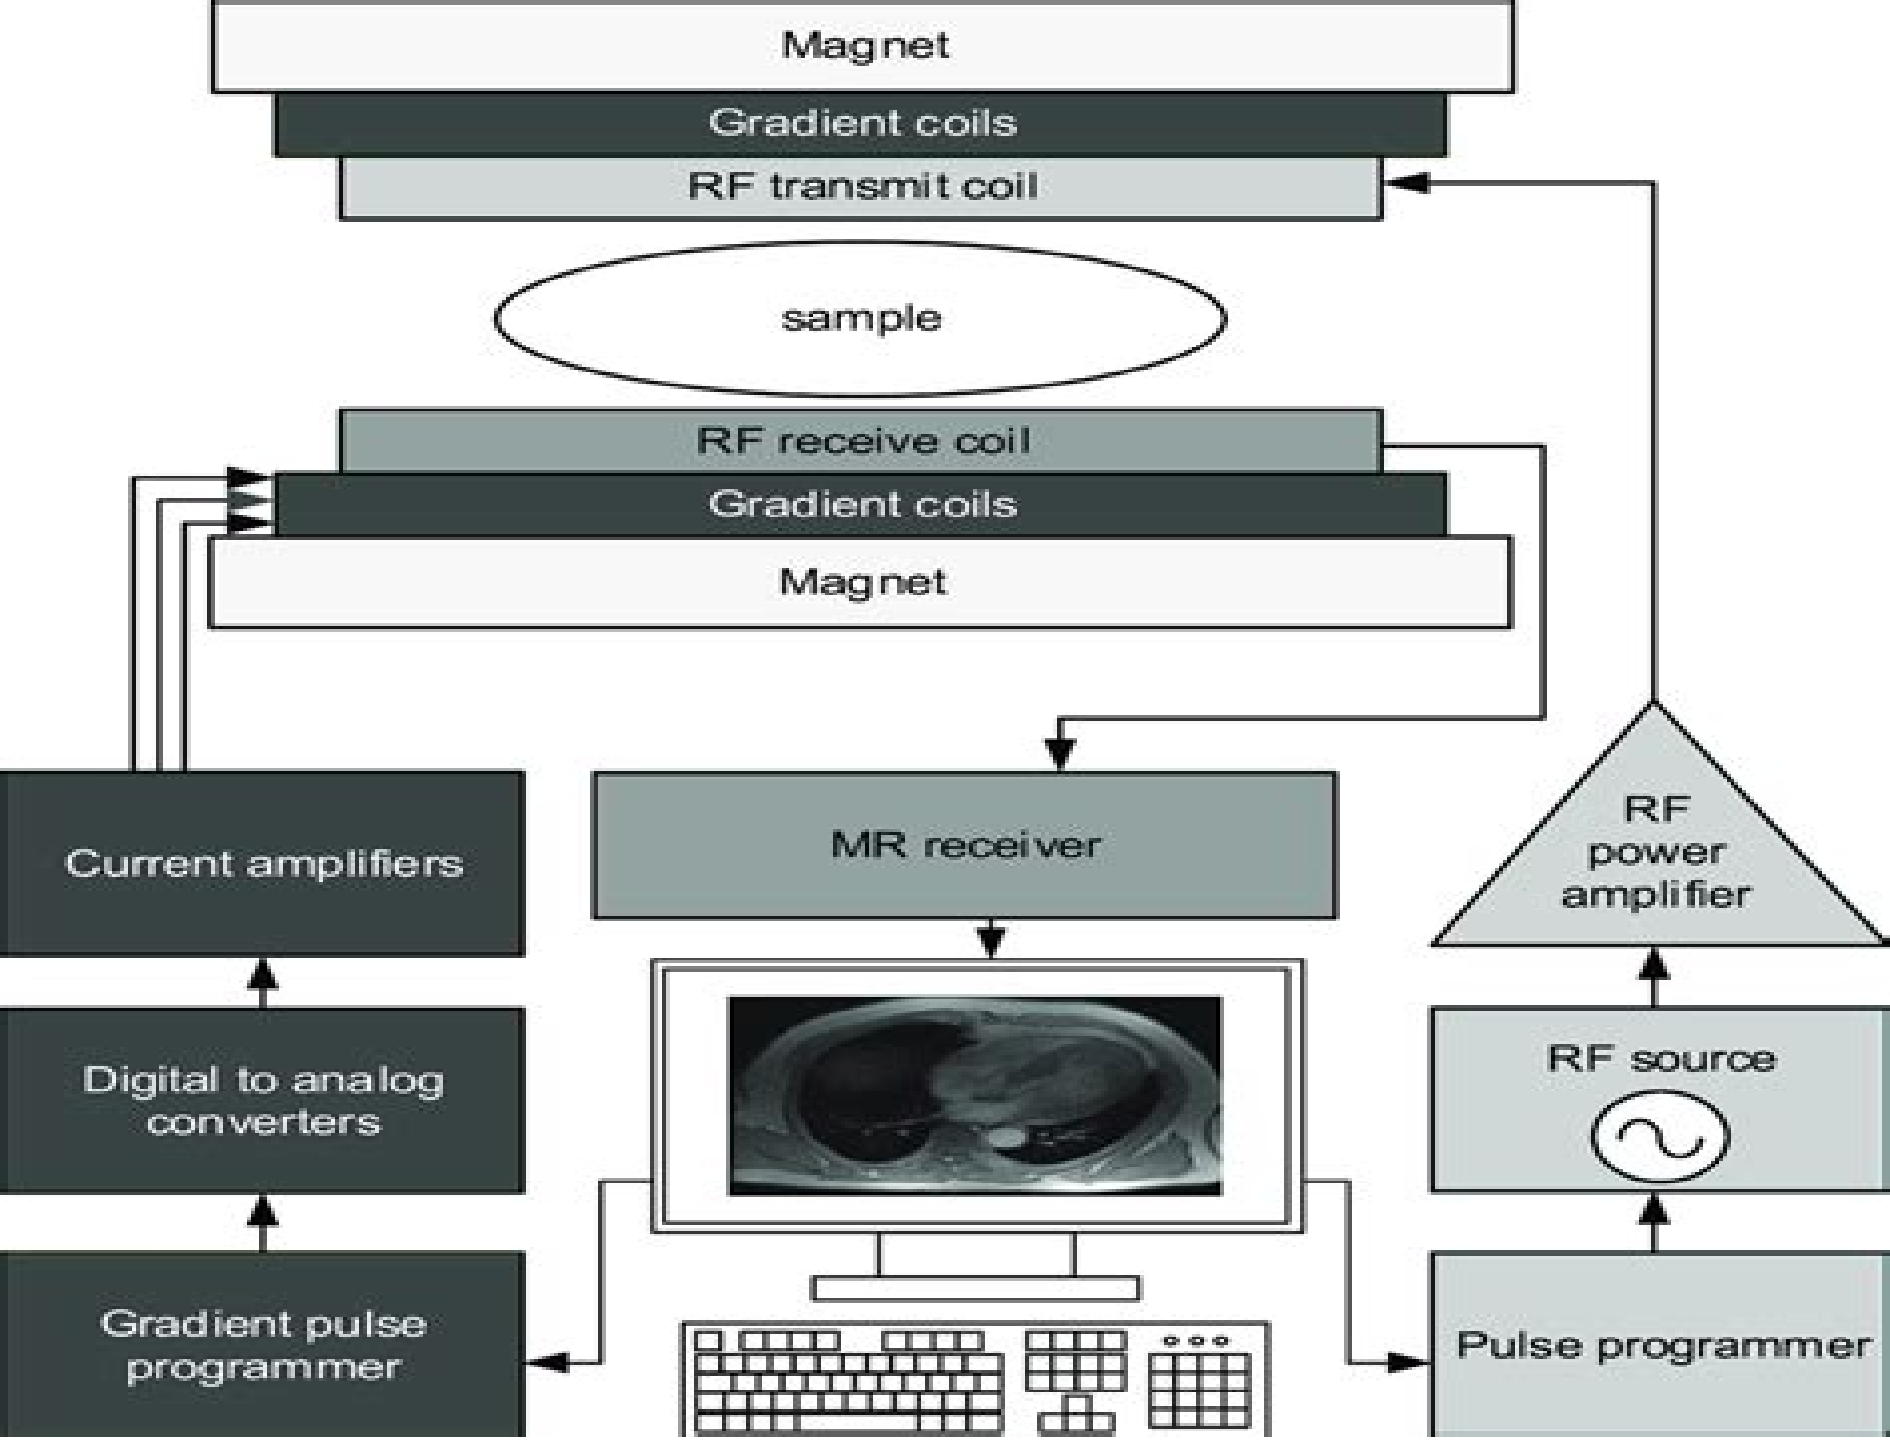 Magnet
Gradient coils
RF transmit coil
sample
RF receive coil
Gradient coils
Magnet
Current amplifiers
MR receiver
RF
power
amplifier
Digital to analog
converters
RF source
Gradient pulse
programmer
Pulse programmer